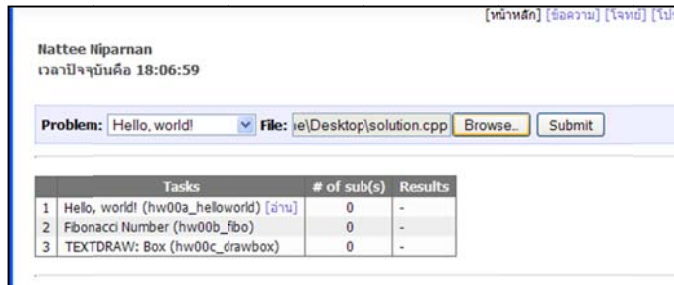 [หน้าหลัก] [ข้อความ] [โจทย์]
Nattee Niparnan
เวลาปัจจุบันคือ 18:06:59
Problem: Hello, world! File: \Desktop\solution.cpp Browse... Submit
Tasks # of sub(s) Results
1 Hello, world! (hw00a_helloworld) [อ่าน] 0 -
2 Fibonacci Number (hw00b_fibo) 0 -
3 TEXTDRAW: Box (hw00c_drawbox) 0 -